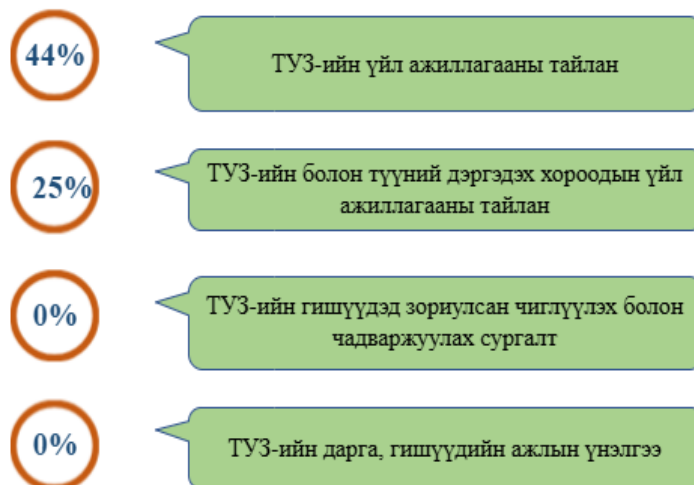 44%
ТУЗ-ийн үйл ажиллагааны тайлан
25%
ТУЗ-ийн болон түүний дэргэдэх хороодын үйл
ажиллагааны тайлан
0%
ТУЗ-ийн гишүүдэд зориулсан чиглүүлэх болон
чадваржуулах сургалт
0%
ТУЗ-ийн дарга, гишүүдийн ажлын үнэлгээ